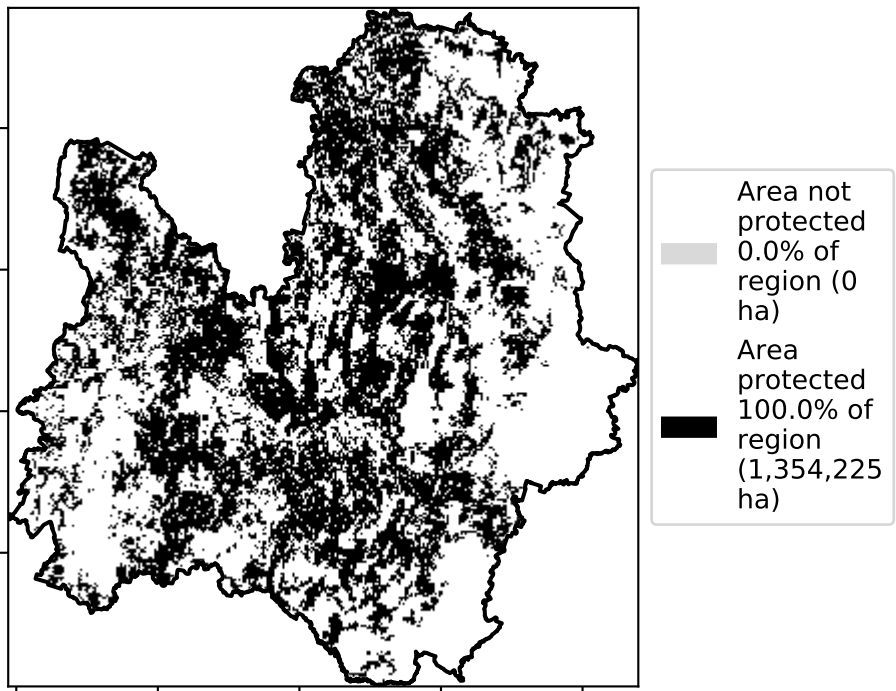 Area not
protected
0.0% of
region (0
ha)
Area
protected
100.0% of
region
(1,354,225
ha)